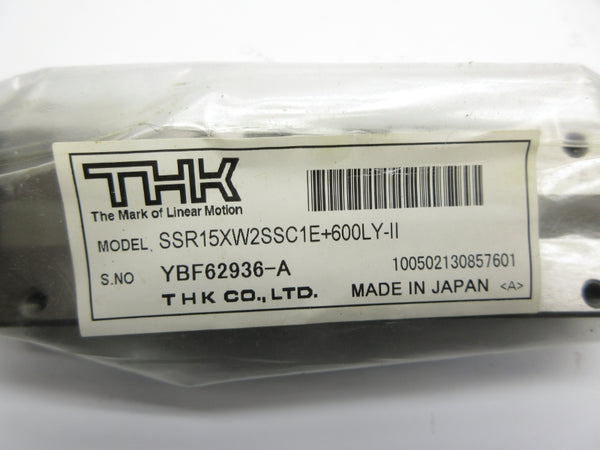 THK
The Mark of Linear Motion
MODEL. SSR15XW2SSC1E+600LY-II
S.NO YBF62936-A
100502130857601
THK CO., LTD. MADE IN JAPAN <A>